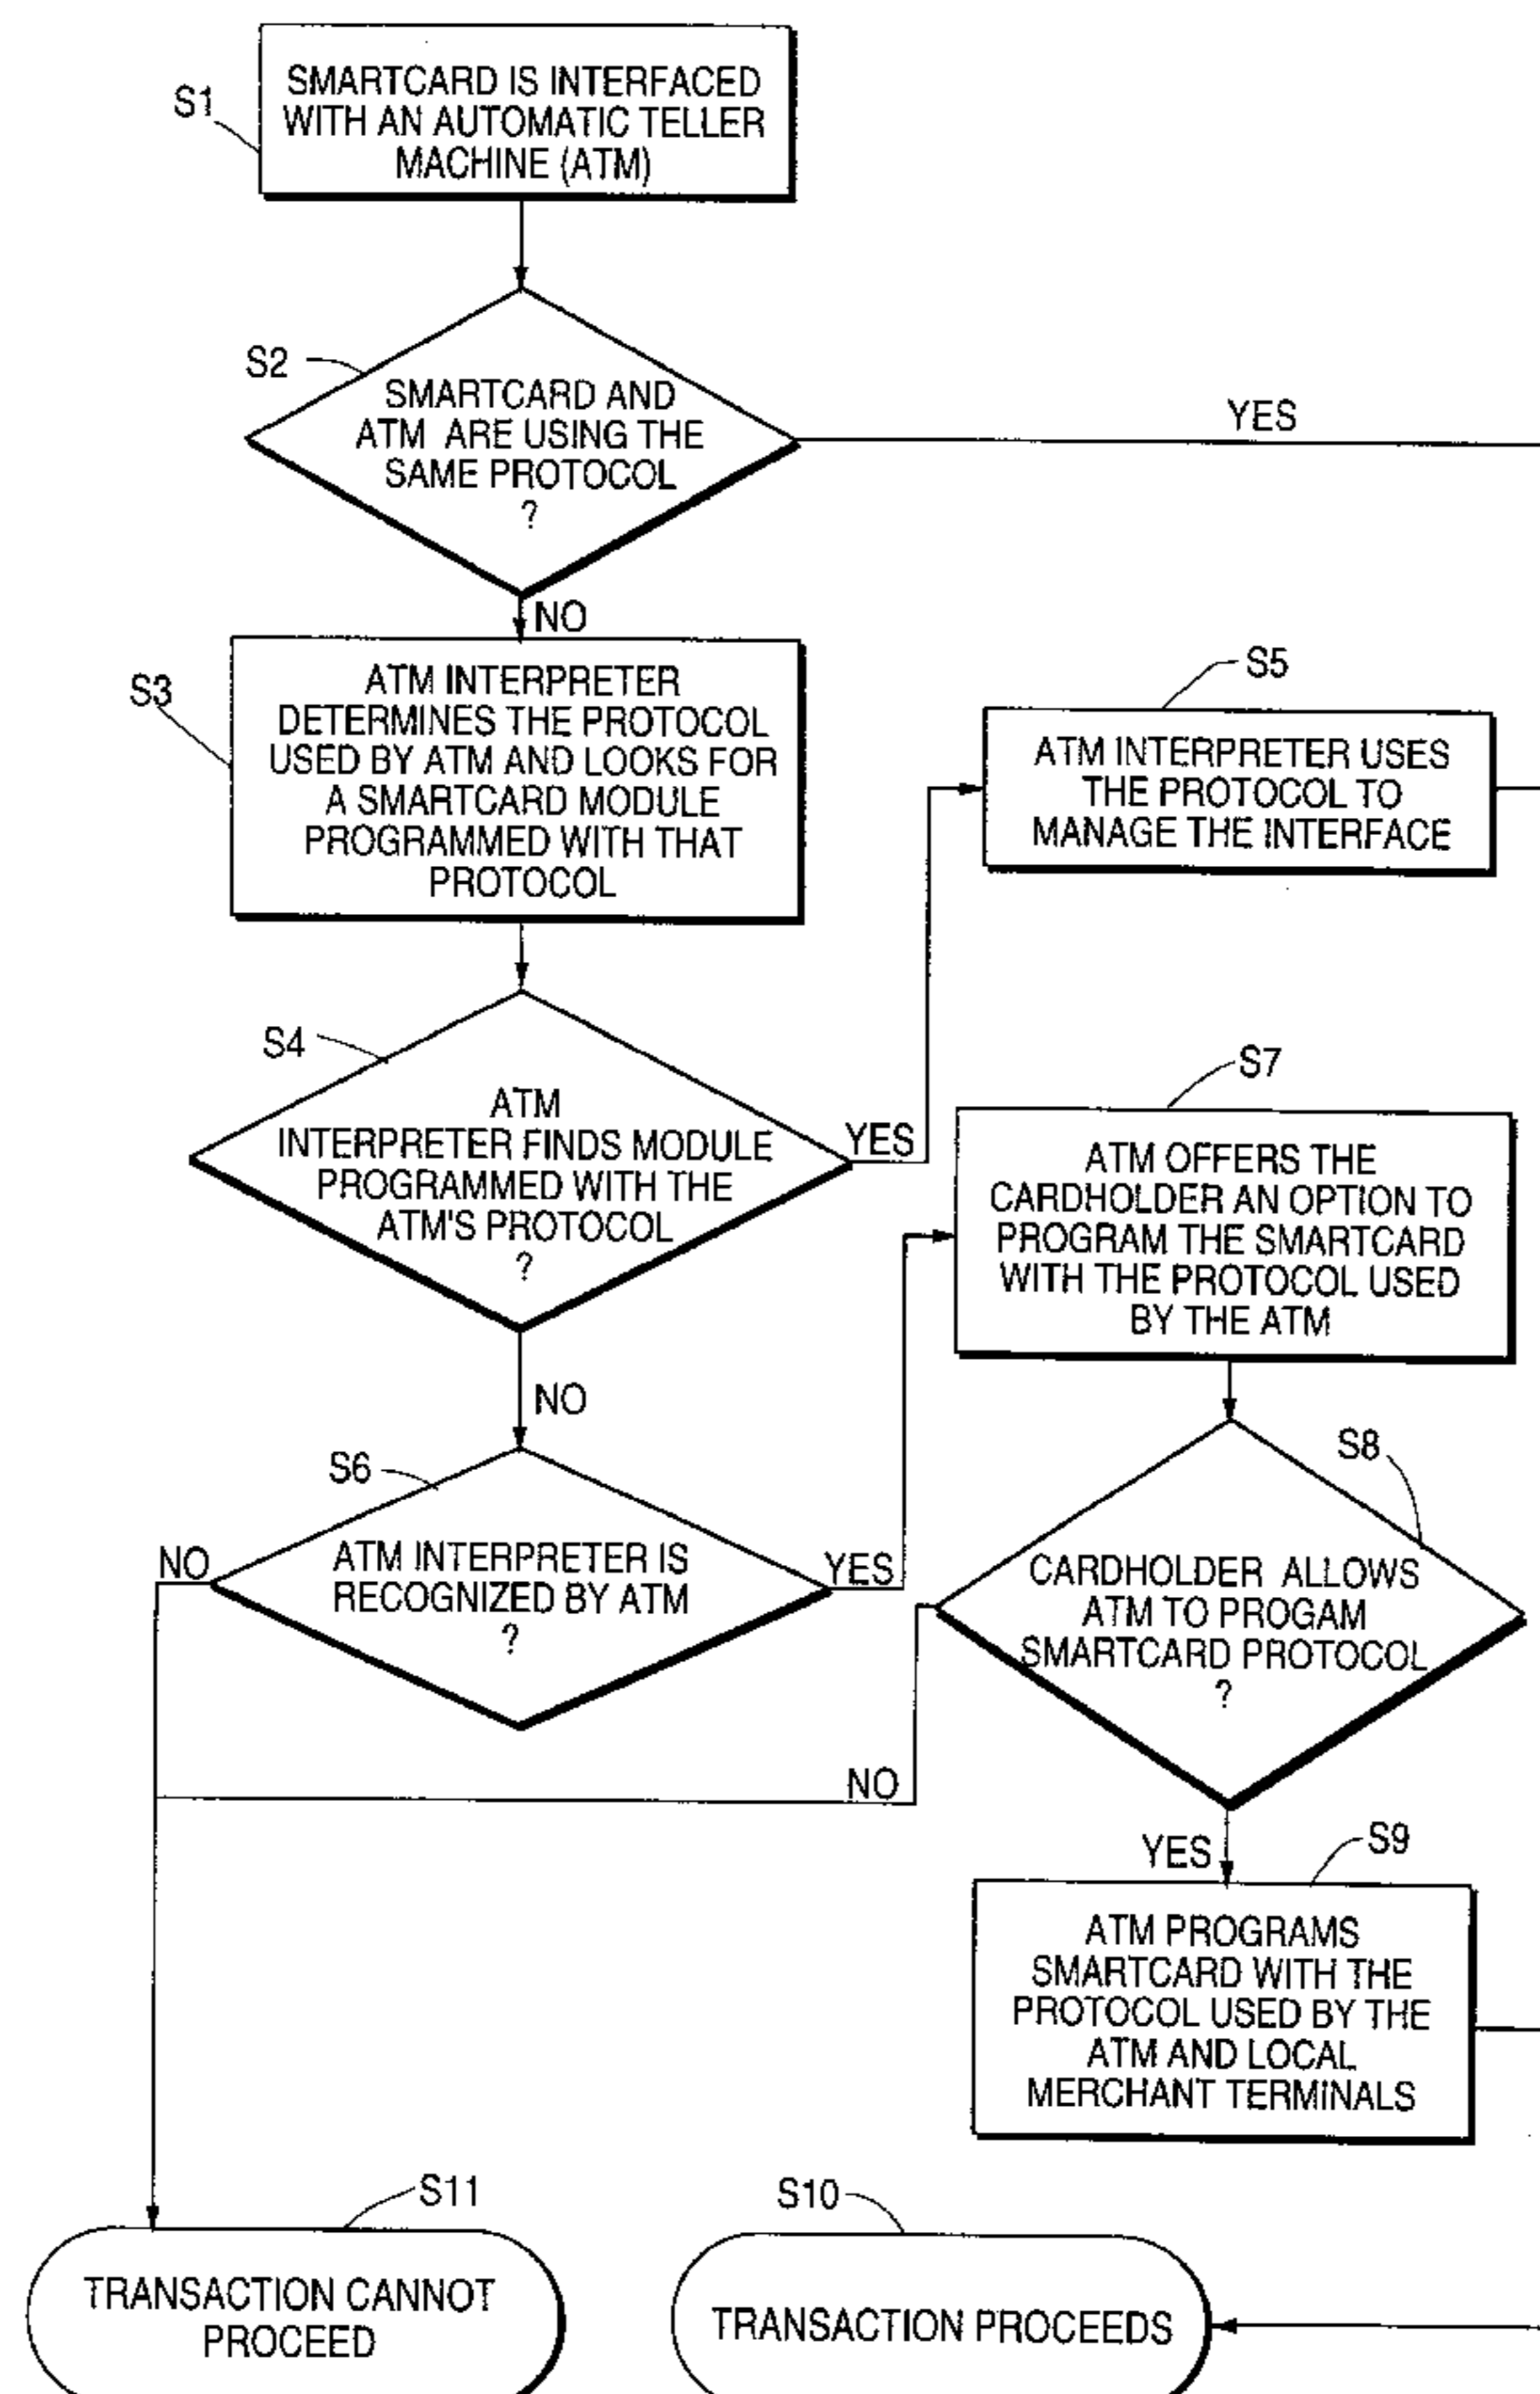 S1
SMARTCARD IS INTERFACED
WITH AN AUTOMATIC TELLER
MACHINE (ATM)
S2
SMARTCARD AND
ATM ARE USING THE
SAME PROTOCOL
?
YES
NO
S3
ATM INTERPRETER
DETERMINES THE PROTOCOL
USED BY ATM AND LOOKS FOR
A SMARTCARD MODULE
PROGRAMMED WITH THAT
PROTOCOL
S5
ATM INTERPRETER USES
THE PROTOCOL TO
MANAGE THE INTERFACE
S4
ATM
INTERPRETER FINDS MODULE
PROGRAMMED WITH THE
ATM'S PROTOCOL
?
YES
NO
S7
ATM OFFERS THE
CARDHOLDER AN OPTION TO
PROGRAM THE SMARTCARD
WITH THE PROTOCOL USED
BY THE ATM
S6
NO
ATM INTERPRETER IS
RECOGNIZED BY ATM
?
YES
S8
CARDHOLDER ALLOWS
ATM TO PROGAM
SMARTCARD PROTOCOL
?
NO
YES
S9
ATM PROGRAMS
SMARTCARD WITH THE
PROTOCOL USED BY THE
ATM AND LOCAL
MERCHANT TERMINALS
S11
TRANSACTION CANNOT
PROCEED
S10
TRANSACTION PROCEEDS